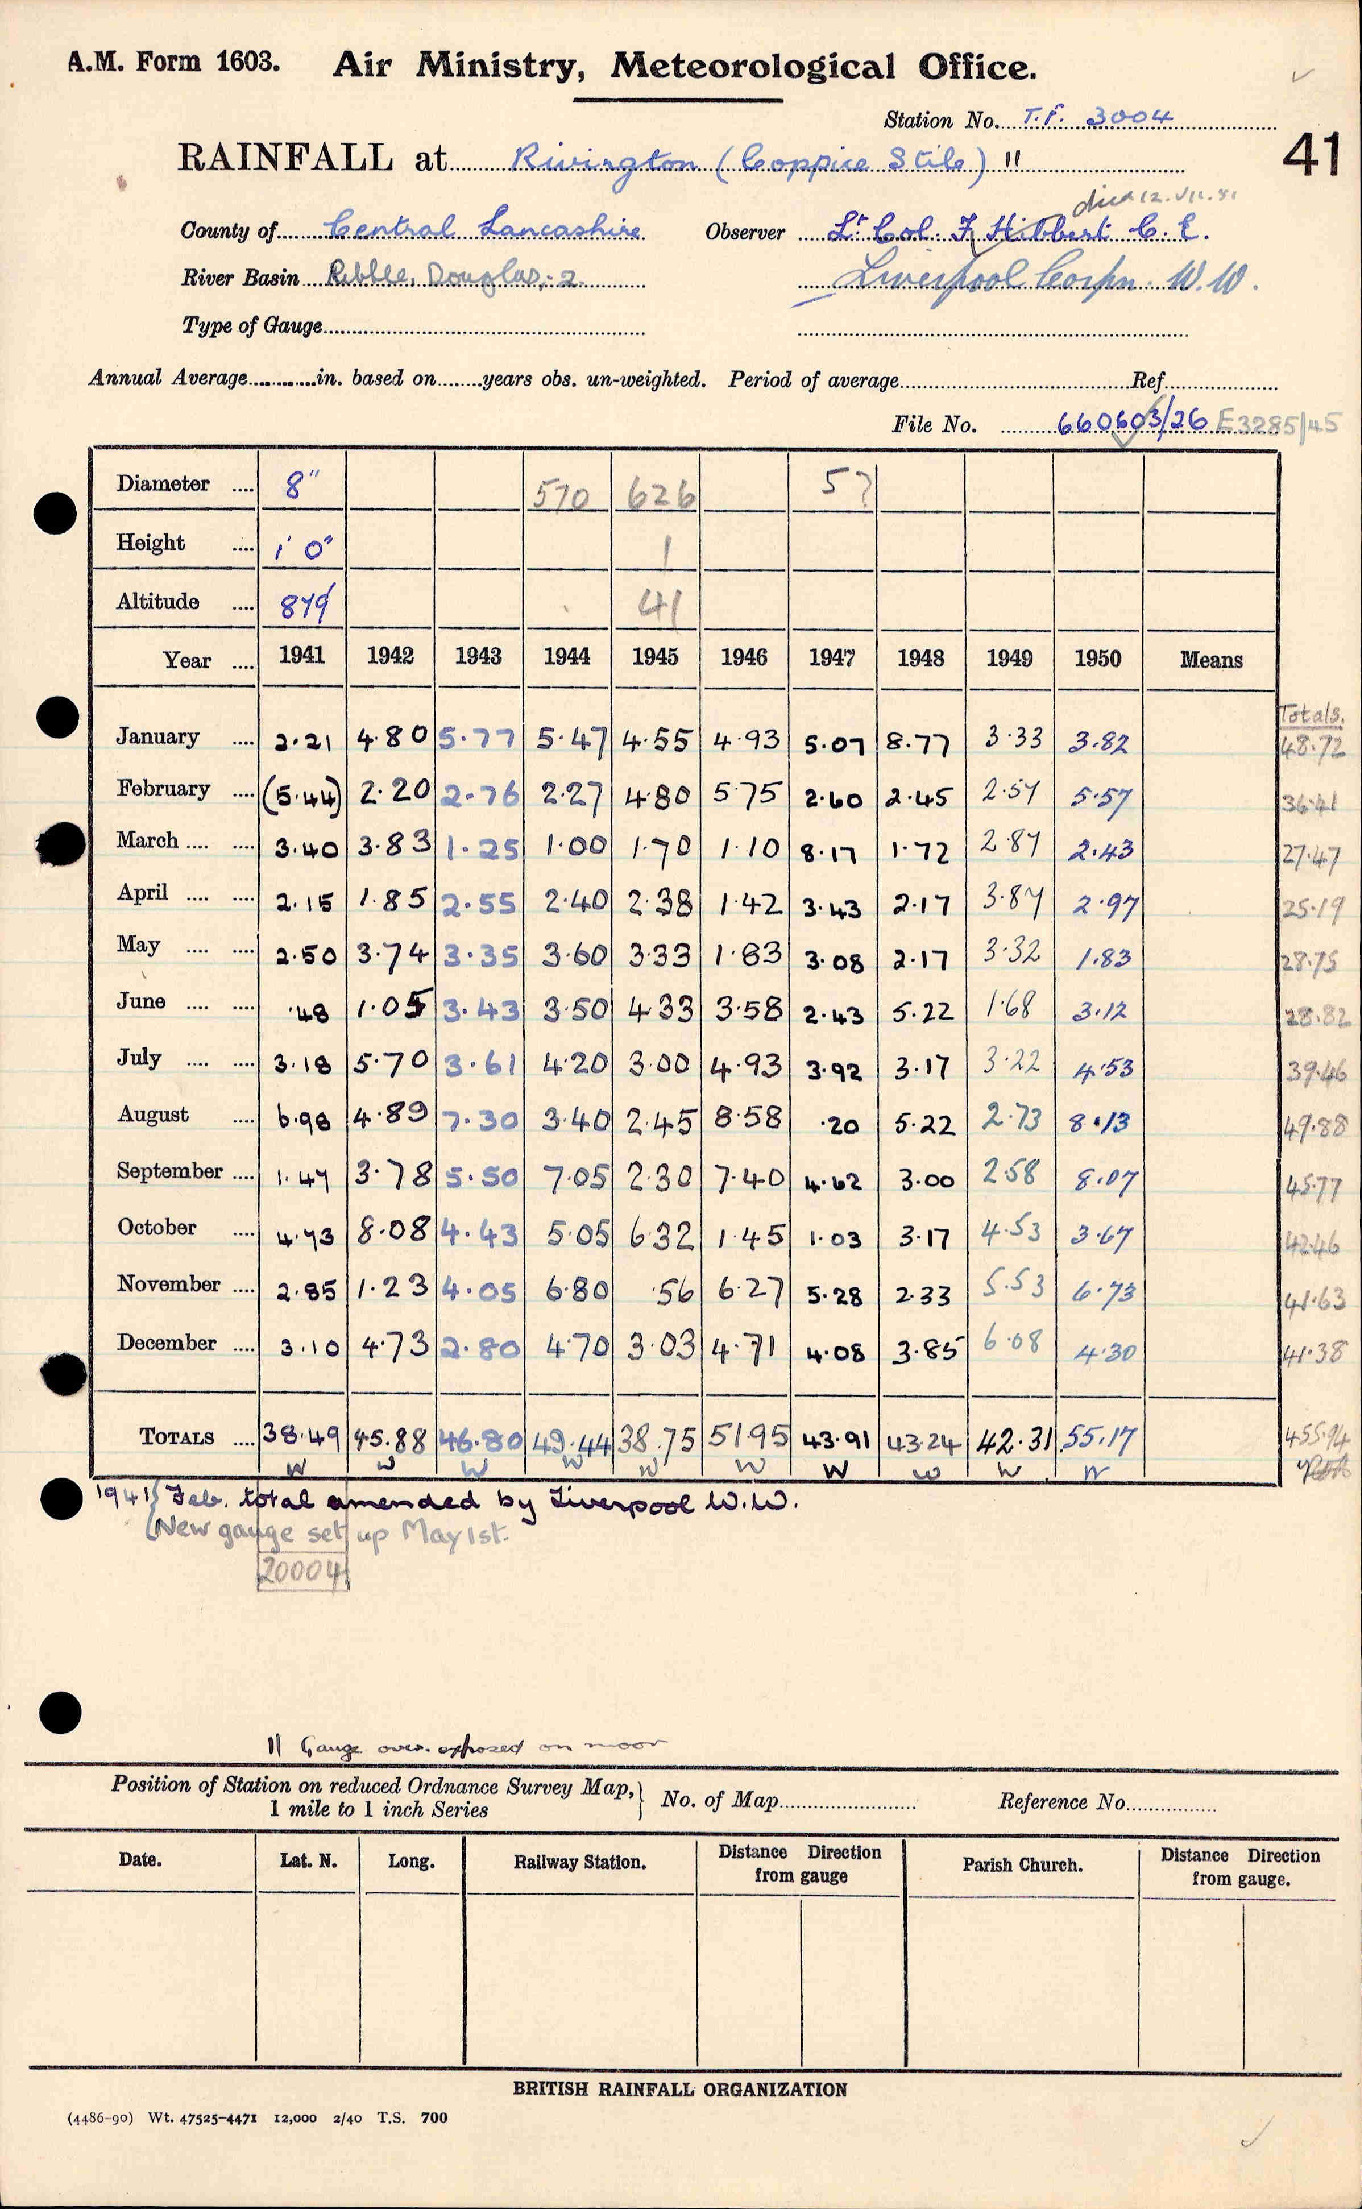 A.M. Form 1603. Air Ministry, Meteorological Office.
Station No. T.F. 3004
RAINFALL at Rivington (Coppice Stile) 11 41
died 12.VII.81
County of Central Lancashire Observer Lt Col. F Hibbert C. E.
River Basin Ribble, Douglas, 2 Liverpool Corpn. W.W.
Type of Gauge
Annual Average in. based on years obs. un-weighted. Period of average Ref
File No. 660603/26 E3285/45
Diameter .... 8" 570 626 5?
Height .... 1' 0" 1
Altitude .... 879 41
Year .... 1941 1942 1943 1944 1945 1946 1947 1948 1949 1950 Means
Totals.
January .... 2.21 4.80 5.77 5.47 4.55 4.93 5.07 8.77 3.33 3.82 48.72
February .... (5.44) 2.20 2.76 2.27 4.80 5.75 2.60 2.45 2.57 5.57 36.41
March .... .... 3.40 3.83 1.25 1.00 1.70 1.10 8.17 1.72 2.87 2.43 27.47
April .... .... 2.15 1.85 2.55 2.40 2.38 1.42 3.43 2.17 3.87 2.97 25.19
May .... .... 2.50 3.74 3.35 3.60 3.33 1.83 3.08 2.17 3.32 1.83 28.75
June .... .... .48 1.05 3.43 3.50 4.33 3.58 2.43 5.22 1.68 3.12 28.82
July .... .... 3.18 5.70 3.61 4.20 3.00 4.93 3.92 3.17 3.22 4.53 39.46
August .... 6.98 4.89 7.30 3.40 2.45 8.58 .20 5.22 2.73 8.13 49.88
September .... 1.47 3.78 5.50 7.05 2.30 7.40 4.62 3.00 2.58 8.07 45.77
October .... 4.73 8.08 4.43 5.05 6.32 1.45 1.03 3.17 4.53 3.67 42.46
November .... 2.85 1.23 4.05 6.80 .56 6.27 5.28 2.33 5.53 6.73 41.63
December .... 3.10 4.73 2.80 4.70 3.03 4.71 4.08 3.85 6.08 4.30 41.38
TOTALS .... 38.49 45.88 46.80 49.44 38.75 51.95 43.91 43.24 42.31 55.17 455.94
W W W W W W W W W W
1941 { Feb. total amended by Liverpool W.W.
{ New gauge set up May 1st.
20004
11 Gauge over-exposed on moor
Position of Station on reduced Ordnance Survey Map, } No. of Map Reference No.
1 mile to 1 inch Series
Date. Lat. N. Long. Railway Station. Distance Direction from gauge Parish Church. Distance Direction from gauge.
BRITISH RAINFALL ORGANIZATION
(4486-90) Wt. 47525-4471 12,000 2/40 T.S. 700